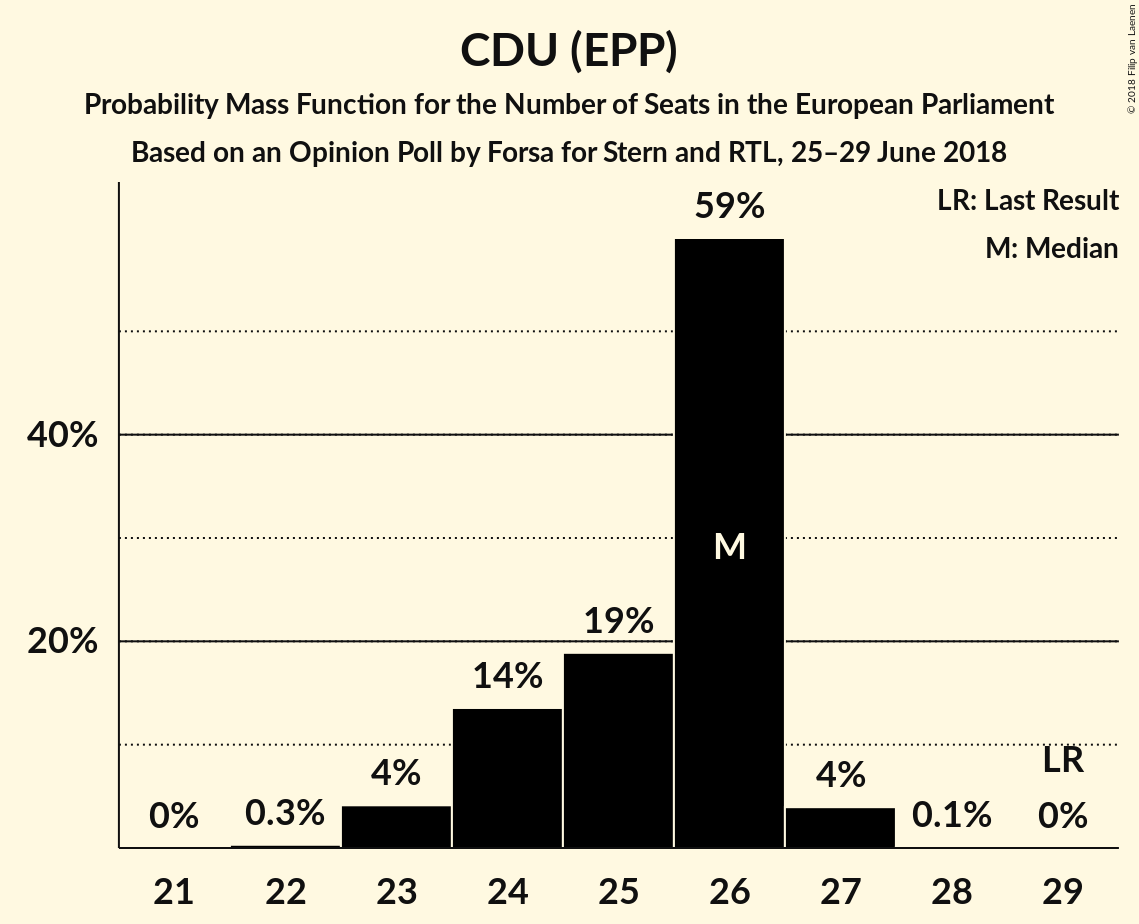 CDU (EPP)
Probability Mass Function for the Number of Seats in the European Parliament
Based on an Opinion Poll by Forsa for Stern and RTL, 25–29 June 2018
© 2018 Filip van Laenen
LR: Last Result
M: Median
59%
40%
M
20%
19%
14%
4%
4%
LR
0%
0.3%
0.1%
0%
21 22 23 24 25 26 27 28 29